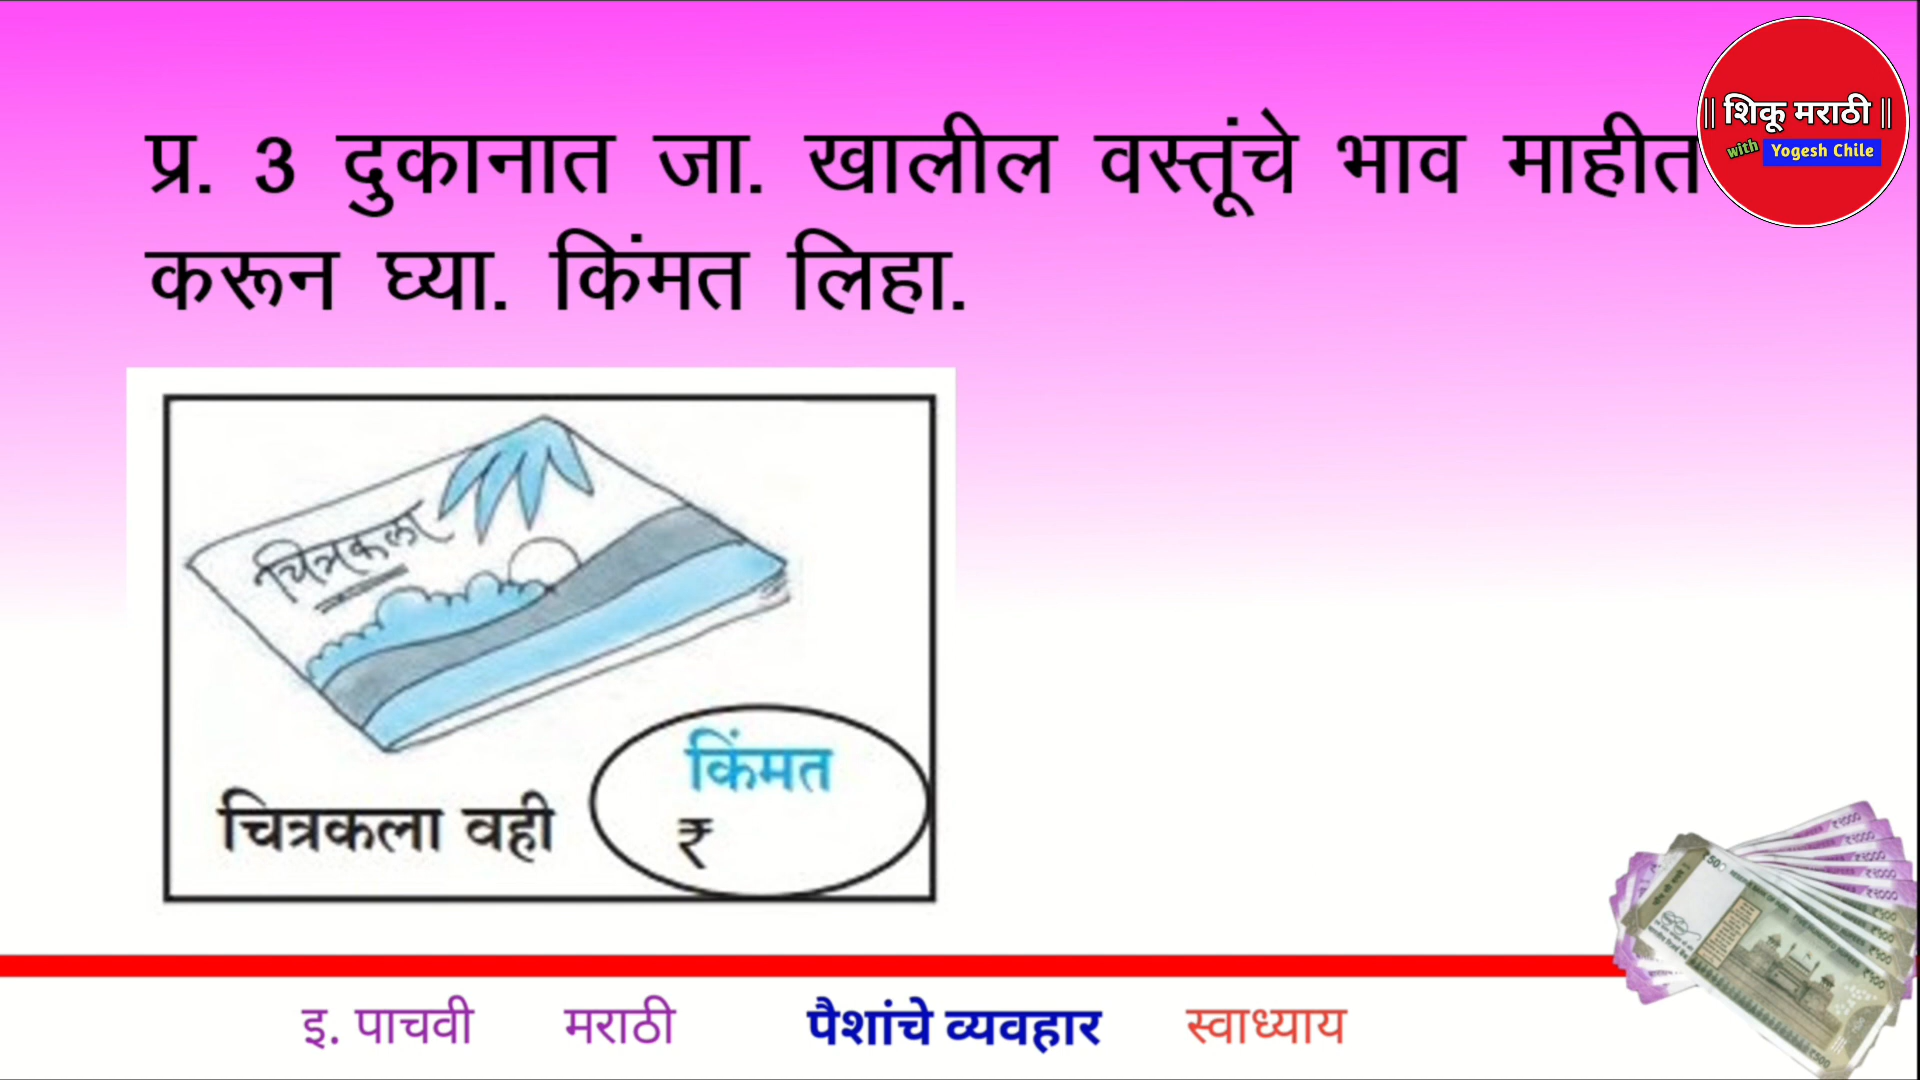 प्र. 3 दुकानात जा. खालील वस्तूंचे भाव माहीत
करून घ्या. किंमत लिहा.
|| शिकू मराठी ||
with Yogesh Chile
चित्रकला
किंमत
₹
चित्रकला वही
इ. पाचवी मराठी पैशांचे व्यवहार स्वाध्याय